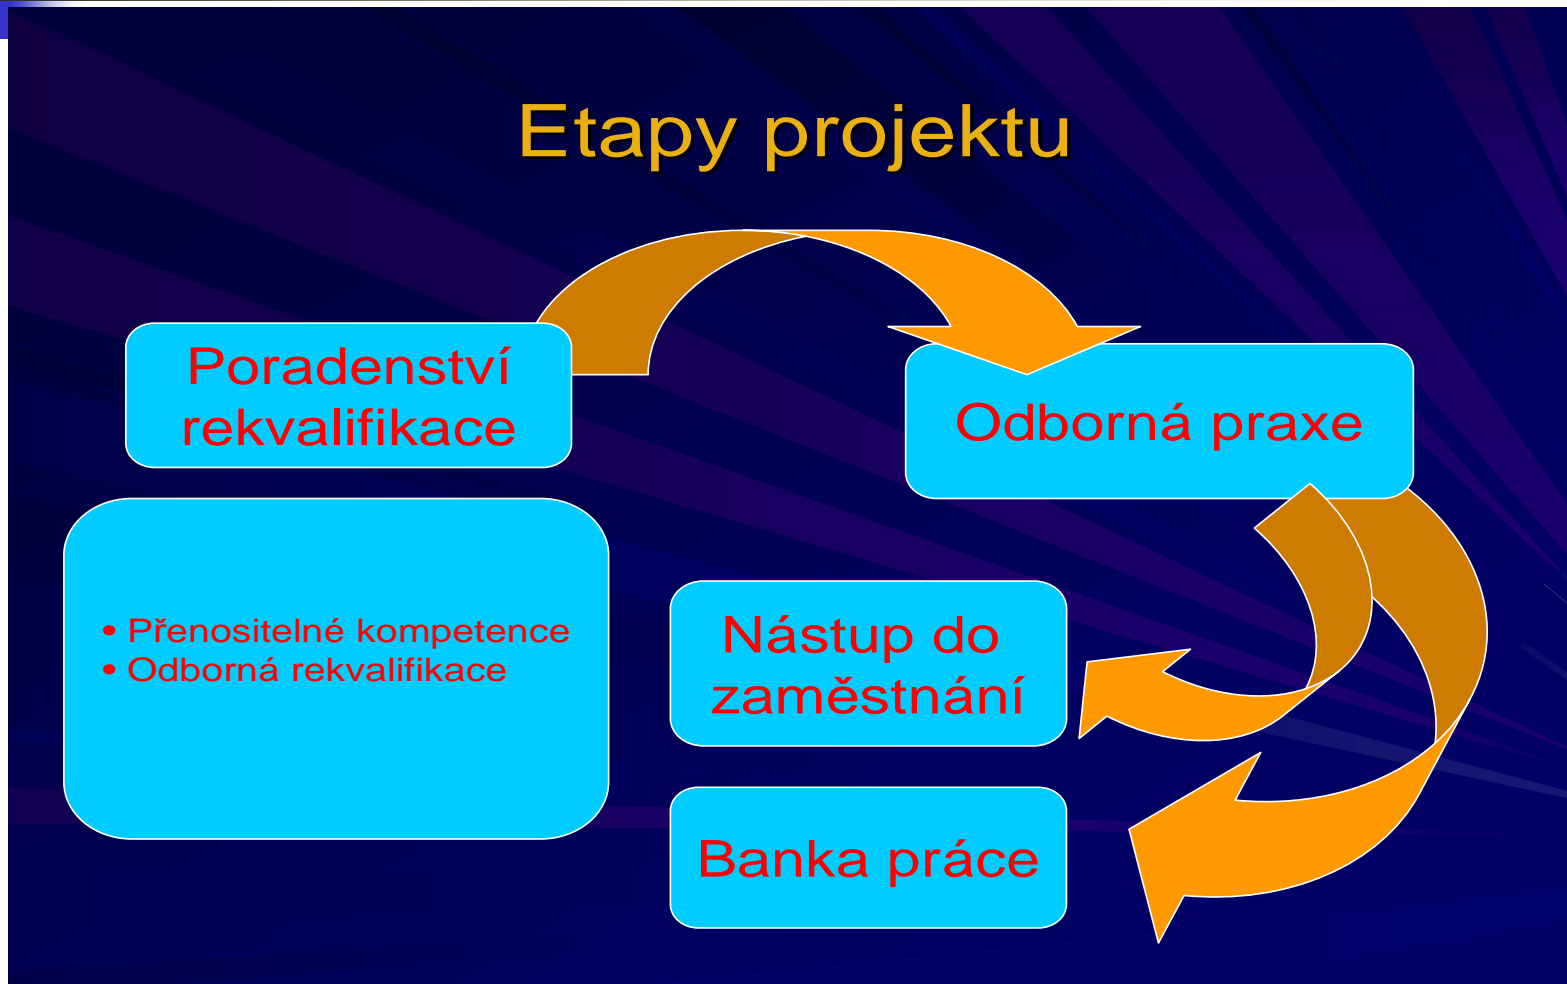 Etapy projektu
Poradenství
rekvalifikace
Odborná praxe
• Přenositelné kompetence
• Odborná rekvalifikace
Nástup do
zaměstnání
Banka práce